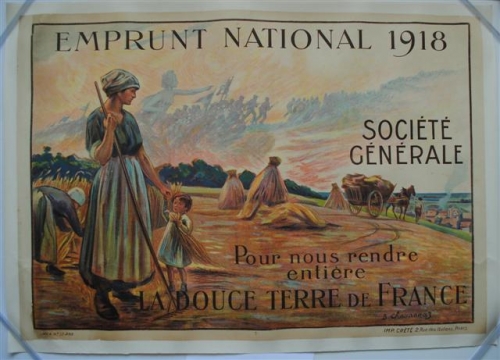 EMPRUNT NATIONAL 1918
SOCIÉTÉ
GÉNÉRALE
Pour nous rendre
entière
LA DOUCE TERRE DE FRANCE